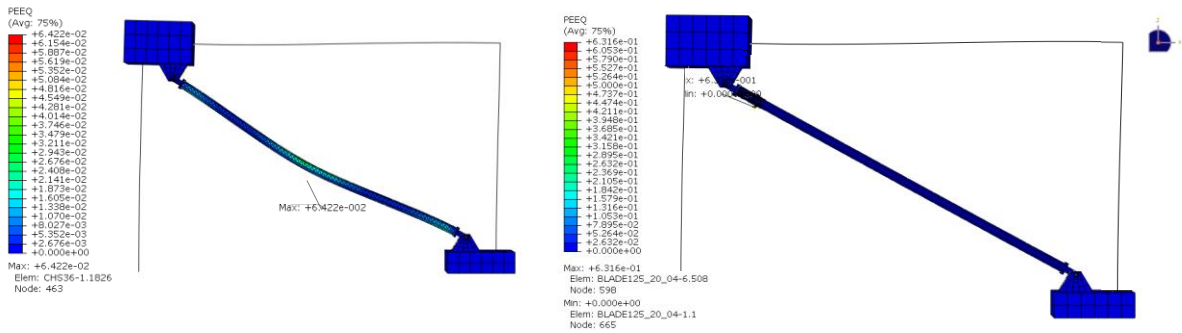 PEEQ
(Avg: 75%)
+6.422e-02
+6.154e-02
+5.887e-02
+5.619e-02
+5.352e-02
+5.084e-02
+4.816e-02
+4.549e-02
+4.281e-02
+4.014e-02
+3.746e-02
+3.479e-02
+3.211e-02
+2.943e-02
+2.676e-02
+2.408e-02
+2.141e-02
+1.873e-02
+1.605e-02
+1.338e-02
+1.070e-02
+8.027e-03
+5.352e-03
+2.676e-03
+0.000e+00
Max: +6.422e-02
Elem: CHS36-1.1826
Node: 463
Max: +6.422e-002
PEEQ
(Avg: 75%)
+6.316e-01
+6.053e-01
+5.790e-01
+5.527e-01
+5.264e-01
+5.000e-01
+4.737e-01
+4.474e-01
+4.211e-01
+3.948e-01
+3.685e-01
+3.421e-01
+3.158e-01
+2.895e-01
+2.632e-01
+2.369e-01
+2.105e-01
+1.842e-01
+1.579e-01
+1.316e-01
+1.053e-01
+7.895e-02
+5.264e-02
+2.632e-02
+0.000e+00
Max: +6.316e-01
Elem: BLADE125_20_04-6.508
Node: 598
Min: +0.000e+00
Elem: BLADE125_20_04-1.1
Node: 665